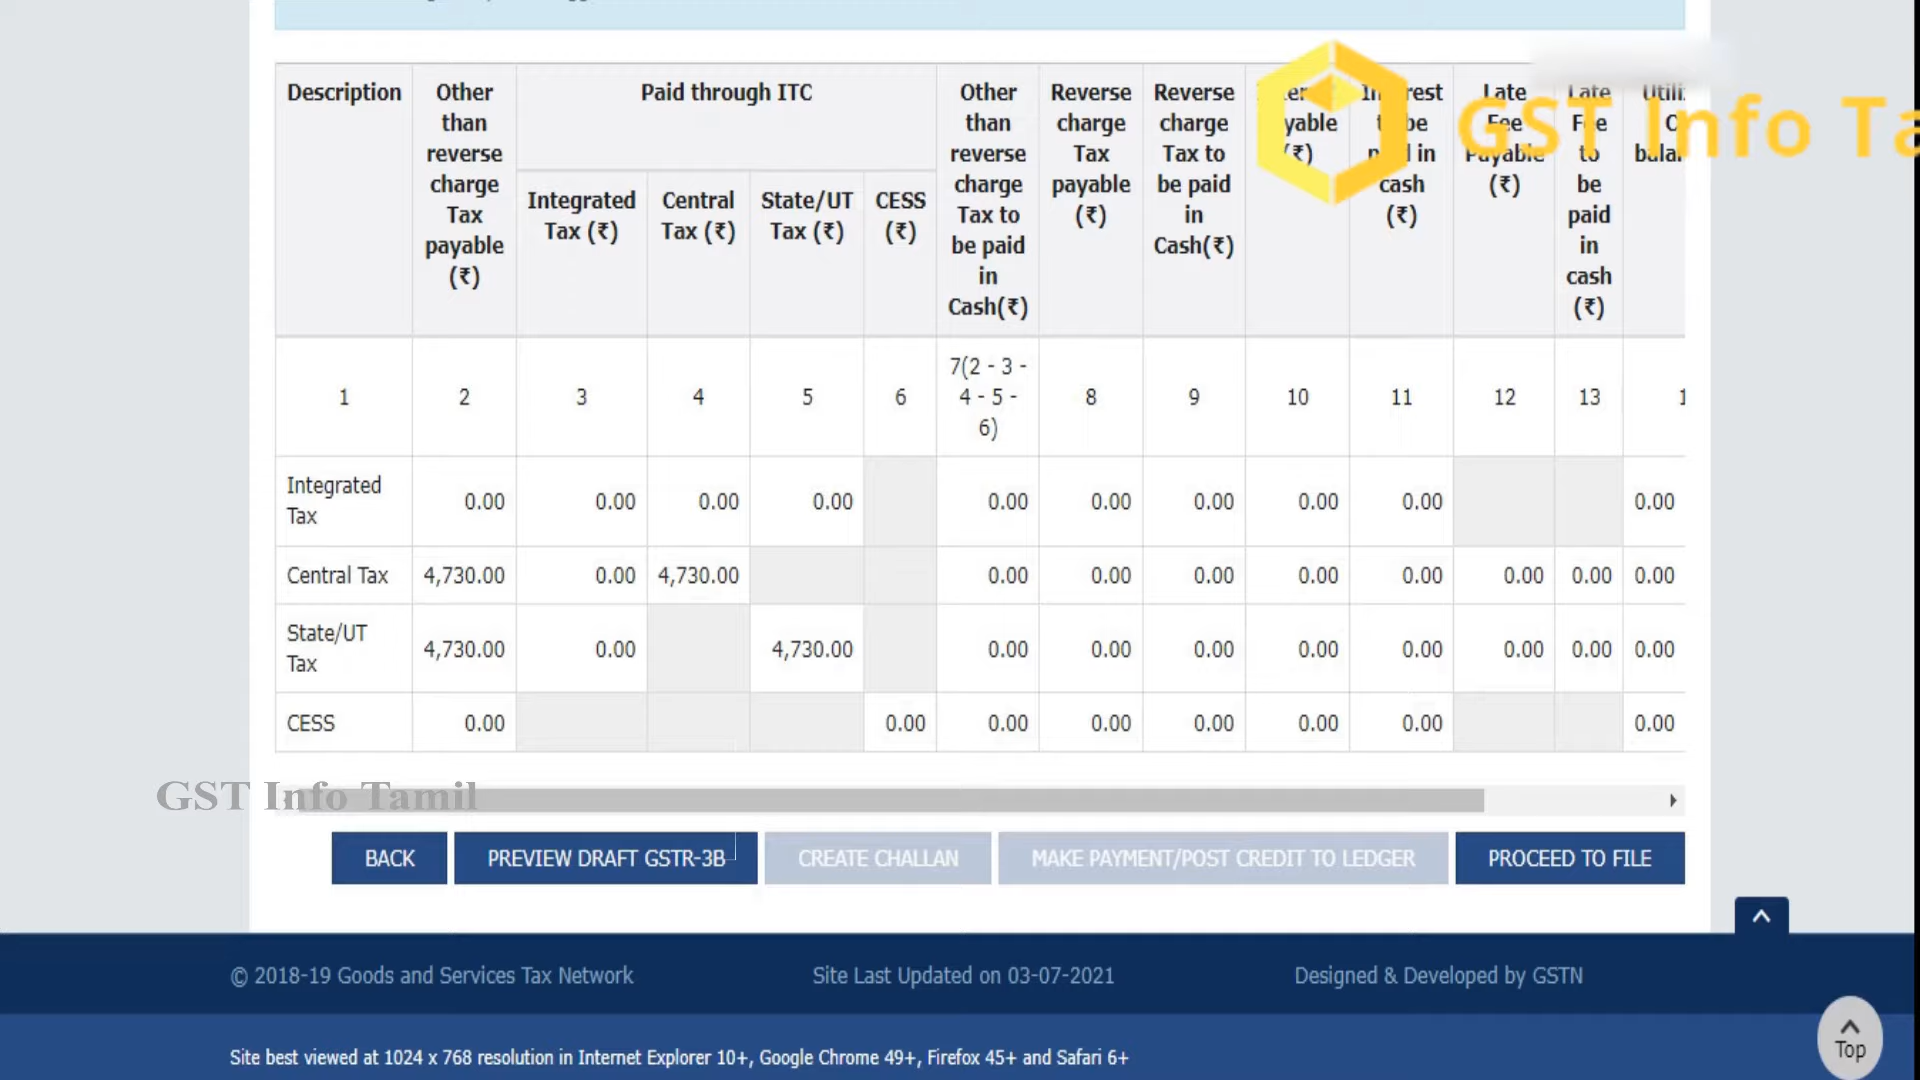 Description
Other than reverse charge Tax payable (₹)
Paid through ITC
Integrated Tax (₹)
Central Tax (₹)
State/UT Tax (₹)
CESS (₹)
Other than reverse charge Tax to be paid in Cash(₹)
Reverse charge Tax payable (₹)
Reverse charge Tax to be paid in Cash(₹)
(₹)
be
in
cash
(₹)
Late Fee Payable (₹)
Late Fee to be paid in cash (₹)
GST Info Ta
1 2 3 4 5 6 7(2 - 3 - 4 - 5 - 6) 8 9 10 11 12 13
Integrated Tax 0.00 0.00 0.00 0.00 0.00 0.00 0.00 0.00 0.00 0.00
Central Tax 4,730.00 0.00 4,730.00 0.00 0.00 0.00 0.00 0.00 0.00 0.00 0.00
State/UT Tax 4,730.00 0.00 4,730.00 0.00 0.00 0.00 0.00 0.00 0.00 0.00 0.00
CESS 0.00 0.00 0.00 0.00 0.00 0.00 0.00 0.00
GST Info Tamil
BACK
PREVIEW DRAFT GSTR-3B
CREATE CHALLAN
MAKE PAYMENT/POST CREDIT TO LEDGER
PROCEED TO FILE
© 2018-19 Goods and Services Tax Network
Site Last Updated on 03-07-2021
Designed & Developed by GSTN
Top
Site best viewed at 1024 x 768 resolution in Internet Explorer 10+, Google Chrome 49+, Firefox 45+ and Safari 6+